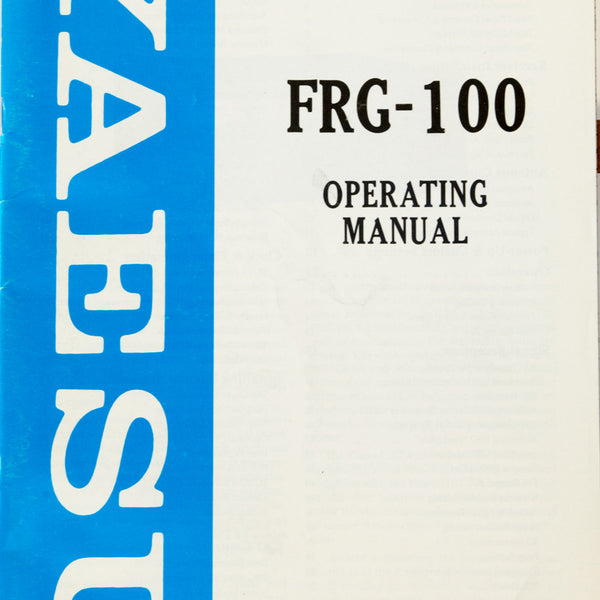 YAESU
FRG-100
OPERATING
MANUAL